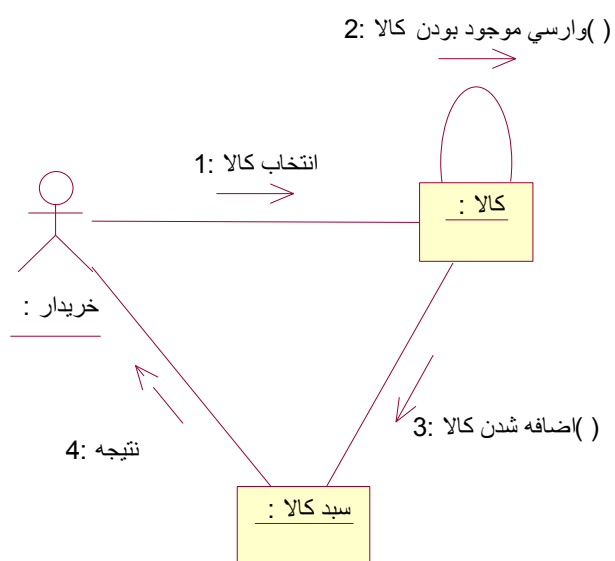 2: وارسي موجود بودن كالا( )
1: انتخاب كالا
كالا :
خريدار :
3: اضافه شدن كالا( )
4: نتيجه
سبد كالا :